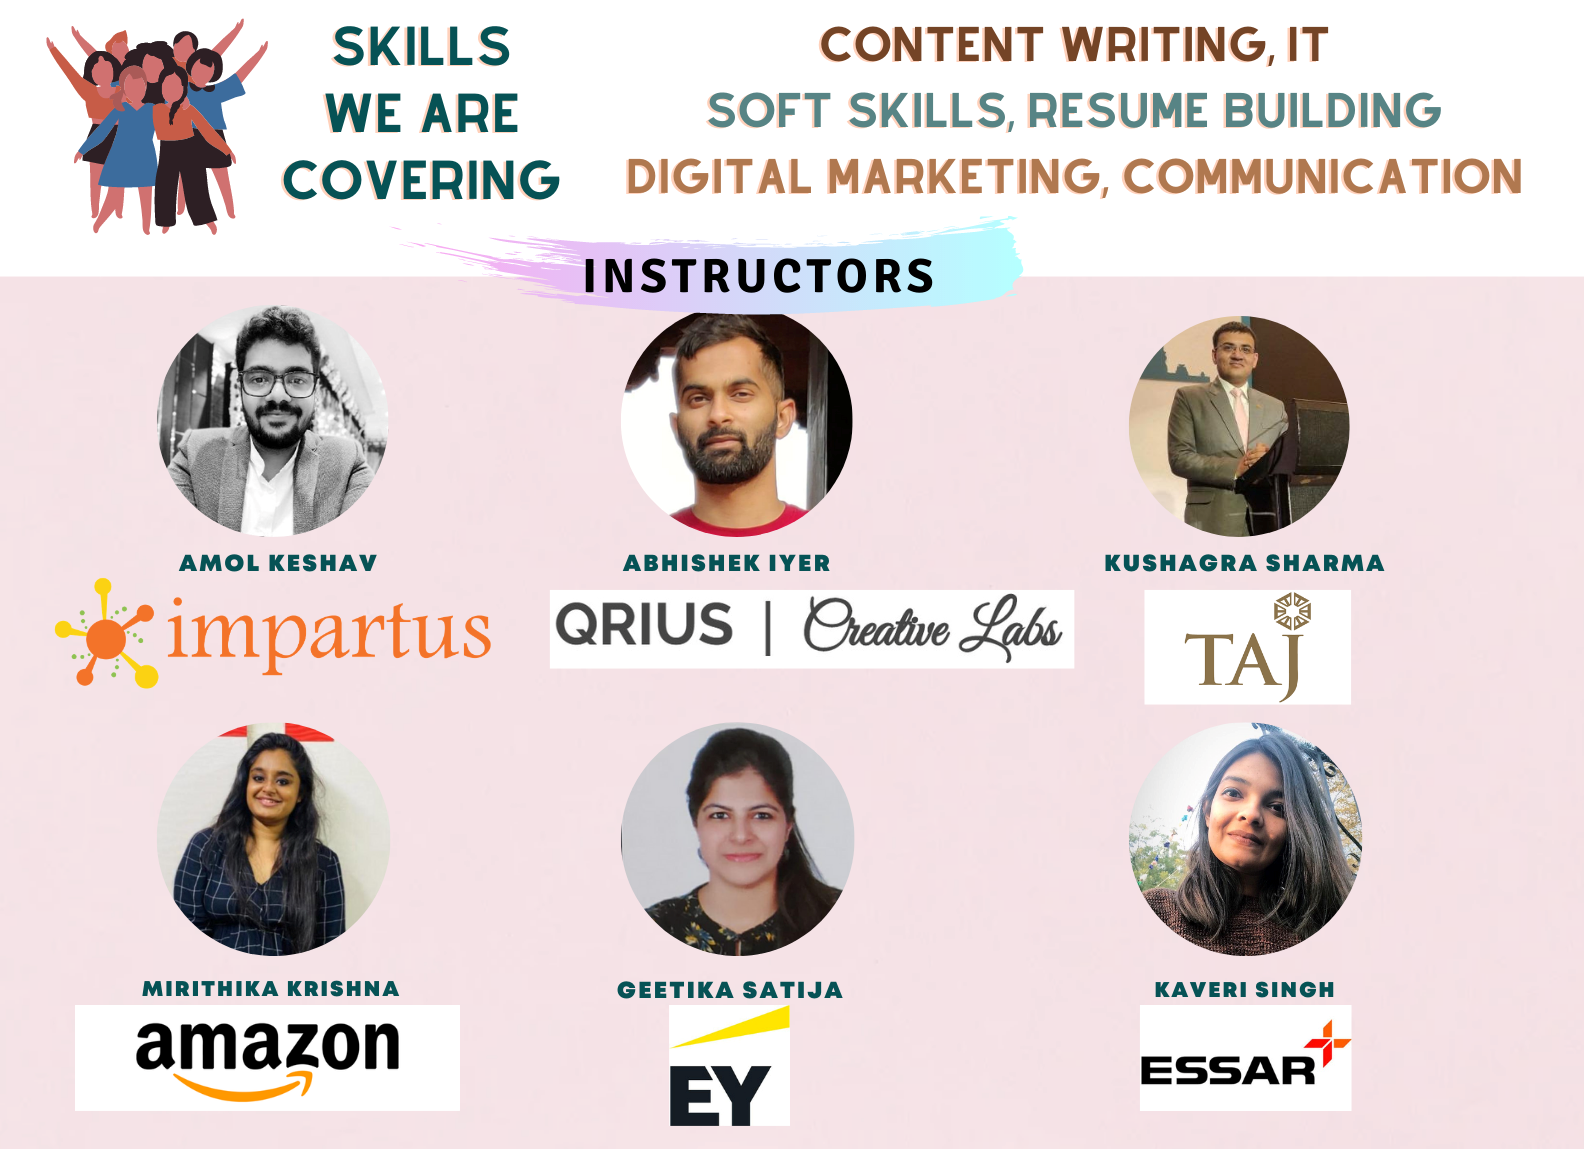 SKILLS
WE ARE
COVERING
CONTENT WRITING, IT
SOFT SKILLS, RESUME BUILDING
DIGITAL MARKETING, COMMUNICATION
INSTRUCTORS
AMOL KESHAV
ABHISHEK IYER
KUSHAGRA SHARMA
impartus
QRIUS | Creative Labs
TAJ
MIRITHIKA KRISHNA
GEETIKA SATIJA
KAVERI SINGH
amazon
EY
ESSAR